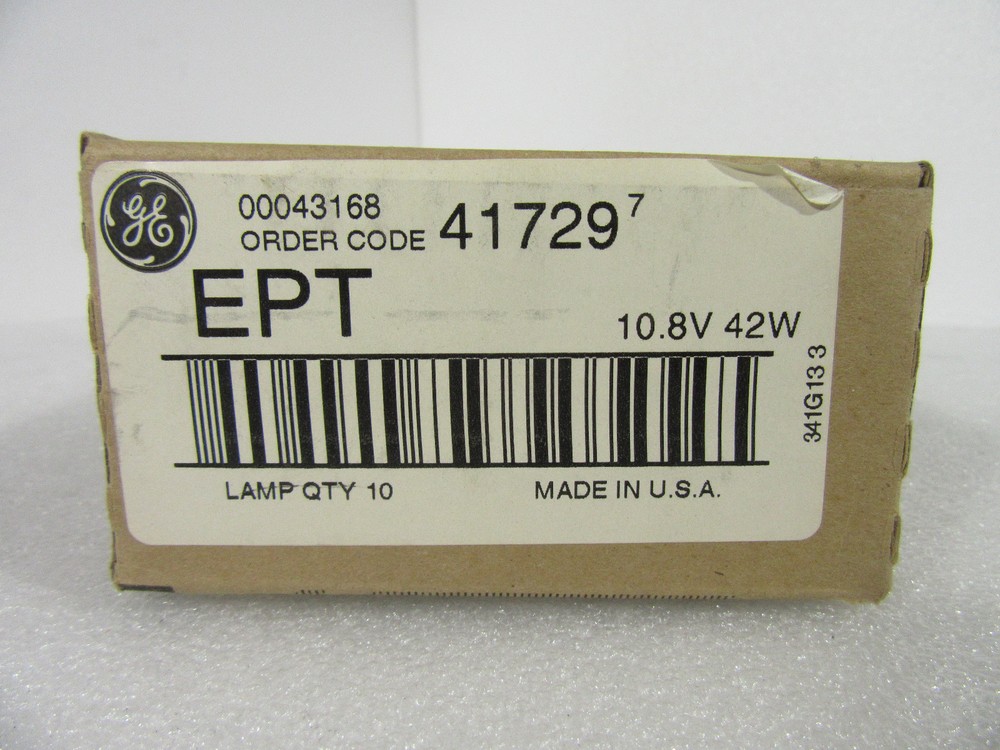 GE
00043168
ORDER CODE 41729 7
EPT
10.8V 42W
341G13 3
LAMP QTY 10
MADE IN U.S.A.